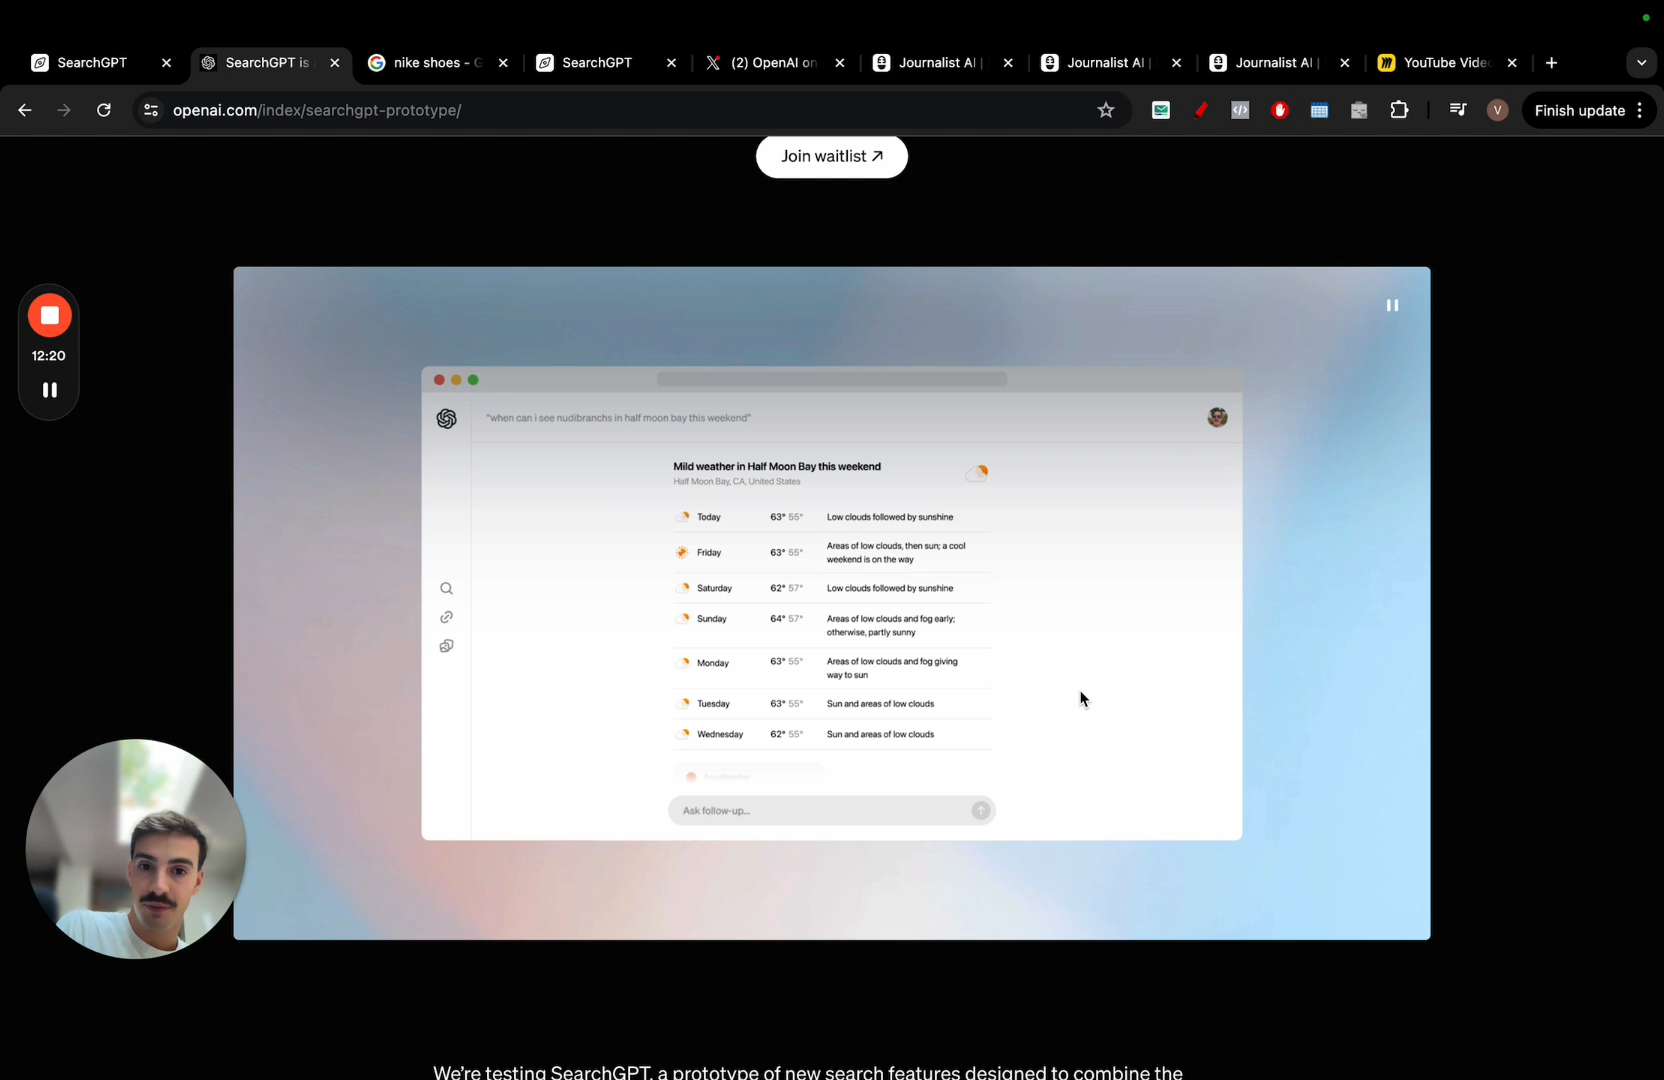 SearchGPT
SearchGPT is
nike shoes - G
SearchGPT
(2) OpenAI on
Journalist AI |
Journalist AI |
Journalist AI |
YouTube Vide
openai.com/index/searchgpt-prototype/
V
Finish update
Join waitlist ↗
12:20
"when can i see nudibranchs in half moon bay this weekend"
Mild weather in Half Moon Bay this weekend
Half Moon Bay, CA, United States
Today 63° 55° Low clouds followed by sunshine
Friday 63° 55° Areas of low clouds, then sun; a cool
weekend is on the way
Saturday 62° 57° Low clouds followed by sunshine
Sunday 64° 57° Areas of low clouds and fog early;
otherwise, partly sunny
Monday 63° 55° Areas of low clouds and fog giving
way to sun
Tuesday 63° 55° Sun and areas of low clouds
Wednesday 62° 55° Sun and areas of low clouds
AccuWeather
Ask follow-up...
We're testing SearchGPT, a prototype of new search features designed to combine the